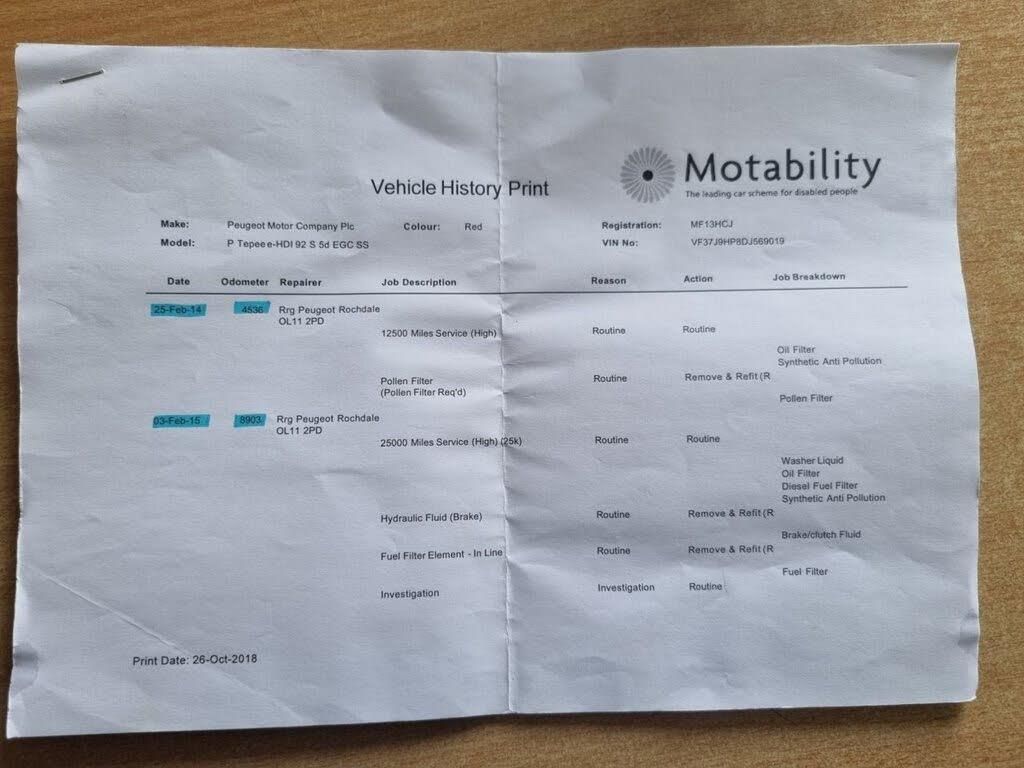 Motability
The leading car scheme for disabled people
Vehicle History Print
Make: Peugeot Motor Company Plc Colour: Red Registration: MF13HCJ
Model: P Tepee e-HDI 92 S 5d EGC SS VIN No: VF37J9HP8DJ569019
Date Odometer Repairer Job Description Reason Action Job Breakdown
25-Feb-14 4536 Rrg Peugeot Rochdale
OL11 2PD
12500 Miles Service (High) Routine Routine
Oil Filter
Synthetic Anti Pollution
Pollen Filter Routine Remove & Refit (R
(Pollen Filter Req'd)
Pollen Filter
03-Feb-15 8903 Rrg Peugeot Rochdale
OL11 2PD
25000 Miles Service (High) (25k) Routine Routine
Washer Liquid
Oil Filter
Diesel Fuel Filter
Synthetic Anti Pollution
Hydraulic Fluid (Brake) Routine Remove & Refit (R
Brake/clutch Fluid
Fuel Filter Element - In Line Routine Remove & Refit (R
Fuel Filter
Investigation Investigation Routine
Print Date: 26-Oct-2018